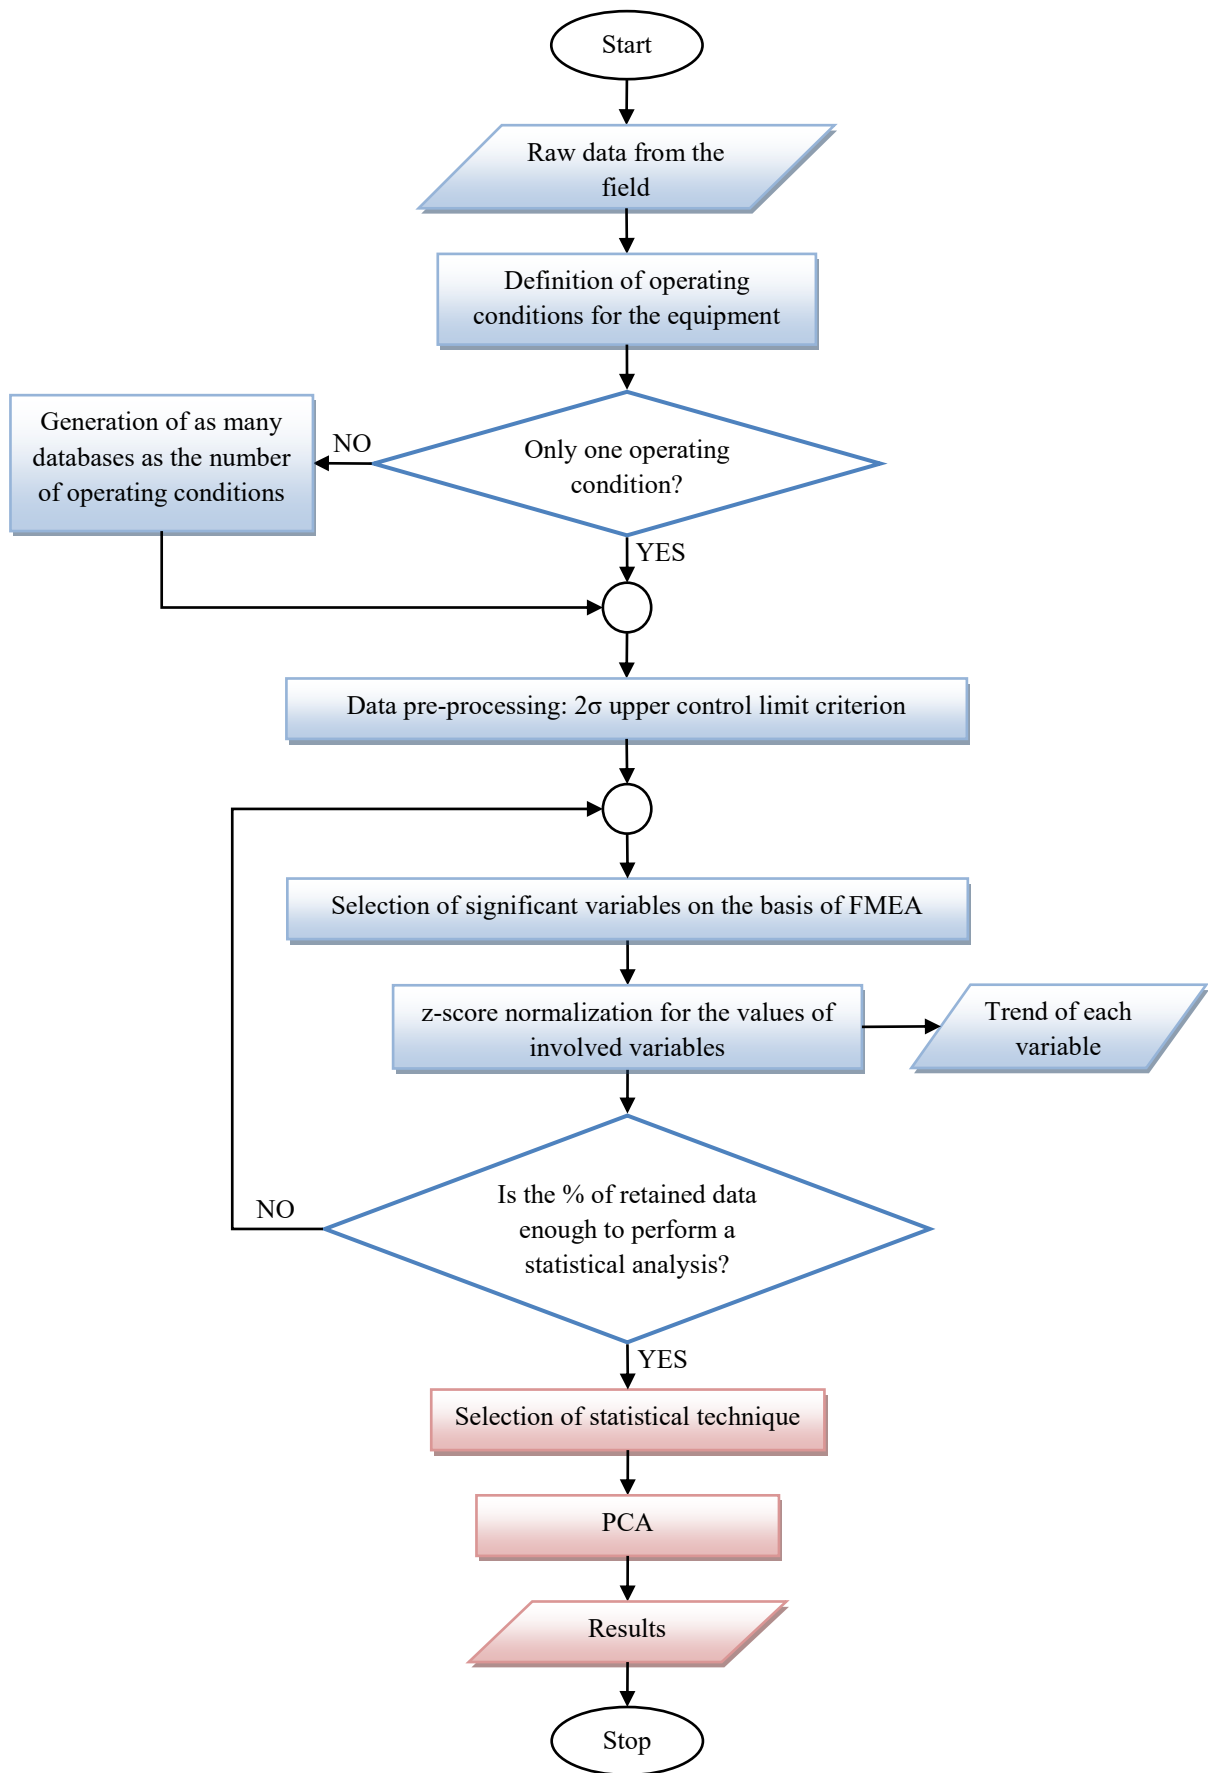 Start
Raw data from the
field
Definition of operating
conditions for the equipment
Generation of as many
databases as the number
of operating conditions
NO
Only one operating
condition?
YES
Data pre-processing: 2σ upper control limit criterion
Selection of significant variables on the basis of FMEA
z-score normalization for the values of
involved variables
Trend of each
variable
Is the % of retained data
enough to perform a
statistical analysis?
NO
YES
Selection of statistical technique
PCA
Results
Stop